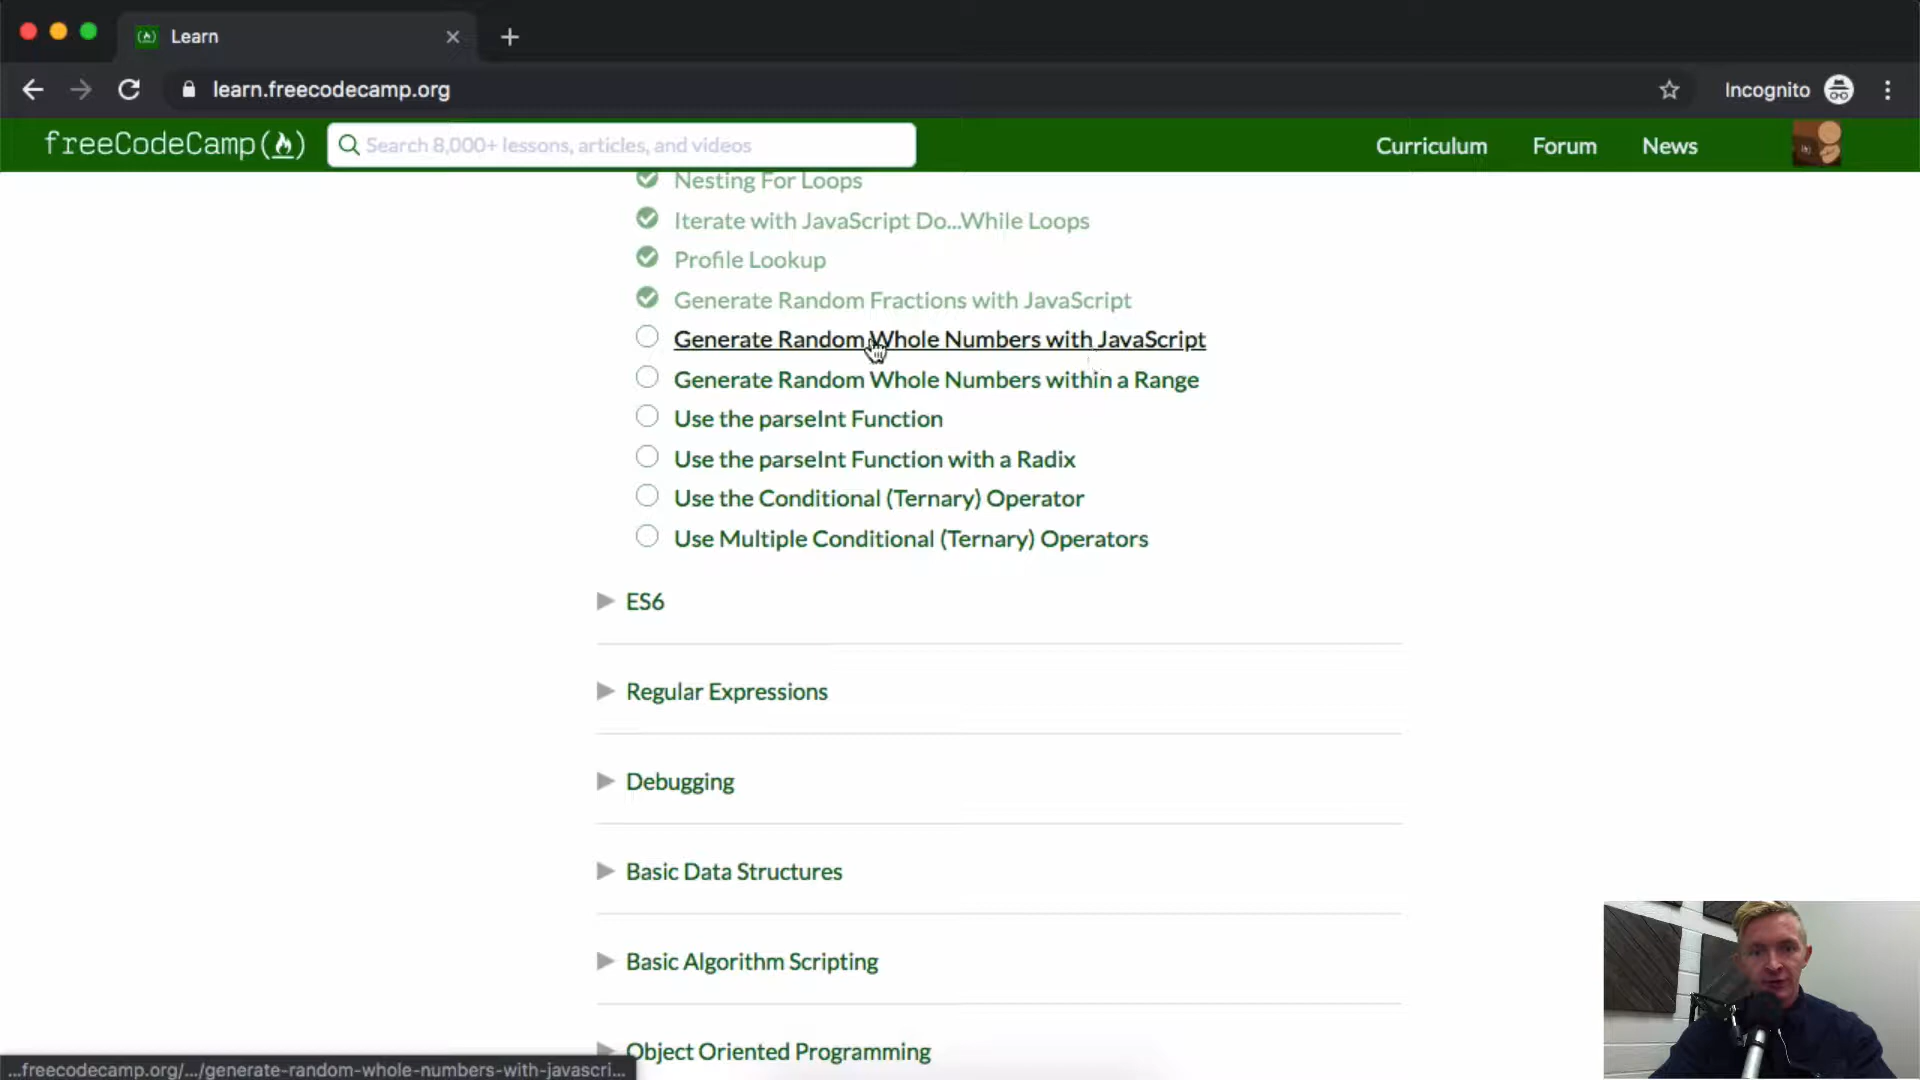 Learn
learn.freecodecamp.org
Incognito
freeCodeCamp(🔥)
Search 8,000+ lessons, articles, and videos
Curriculum
Forum
News
Nesting For Loops
Iterate with JavaScript Do...While Loops
Profile Lookup
Generate Random Fractions with JavaScript
Generate Random Whole Numbers with JavaScript
Generate Random Whole Numbers within a Range
Use the parseInt Function
Use the parseInt Function with a Radix
Use the Conditional (Ternary) Operator
Use Multiple Conditional (Ternary) Operators
ES6
Regular Expressions
Debugging
Basic Data Structures
Basic Algorithm Scripting
Object Oriented Programming
...freecodecamp.org/.../generate-random-whole-numbers-with-javascri...